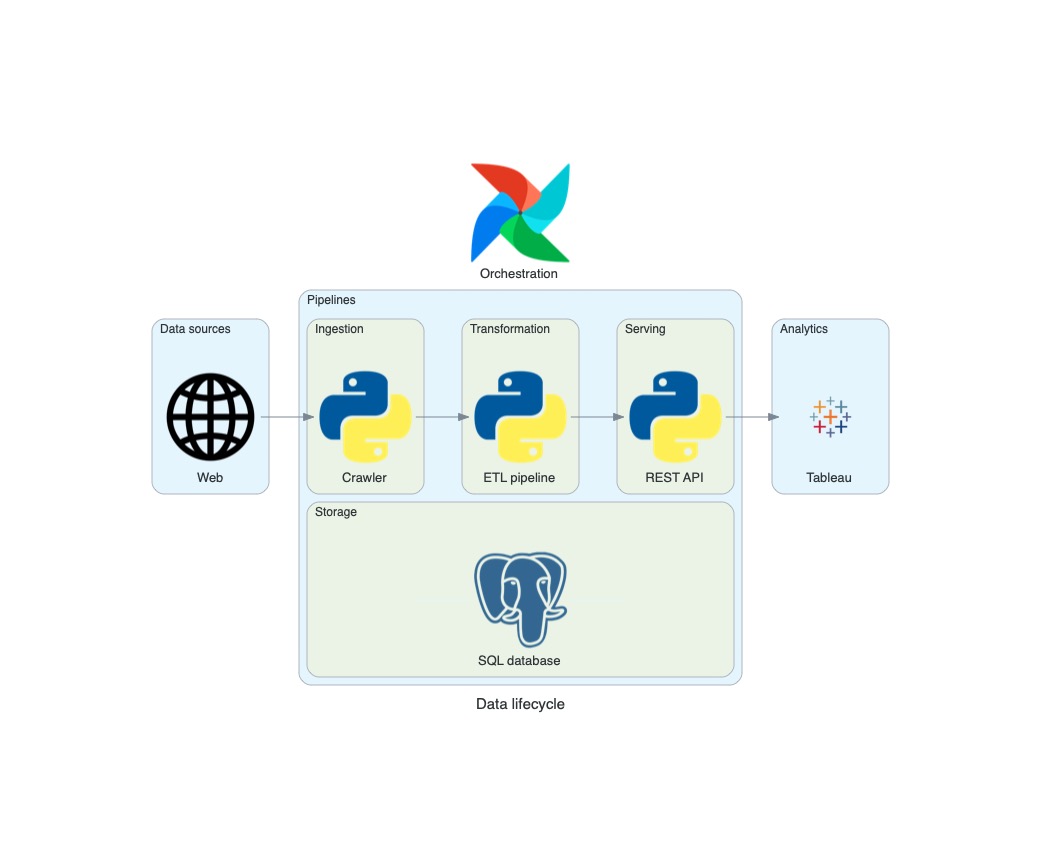 Orchestration
Pipelines
Data sources
Ingestion
Transformation
Serving
Analytics
Web
Crawler
ETL pipeline
REST API
Tableau
Storage
SQL database
Data lifecycle